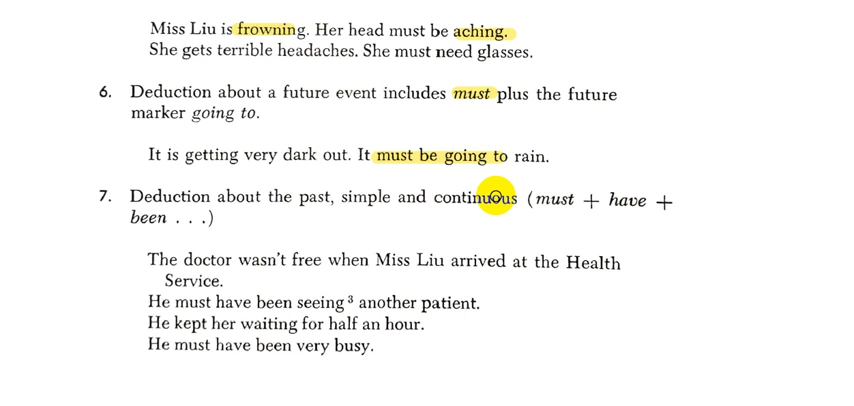 Miss Liu is frowning. Her head must be aching.
She gets terrible headaches. She must need glasses.
6. Deduction about a future event includes must plus the future
marker going to.
It is getting very dark out. It must be going to rain.
7. Deduction about the past, simple and continuous (must + have +
been . . .)
The doctor wasn't free when Miss Liu arrived at the Health
Service.
He must have been seeing ³ another patient.
He kept her waiting for half an hour.
He must have been very busy.